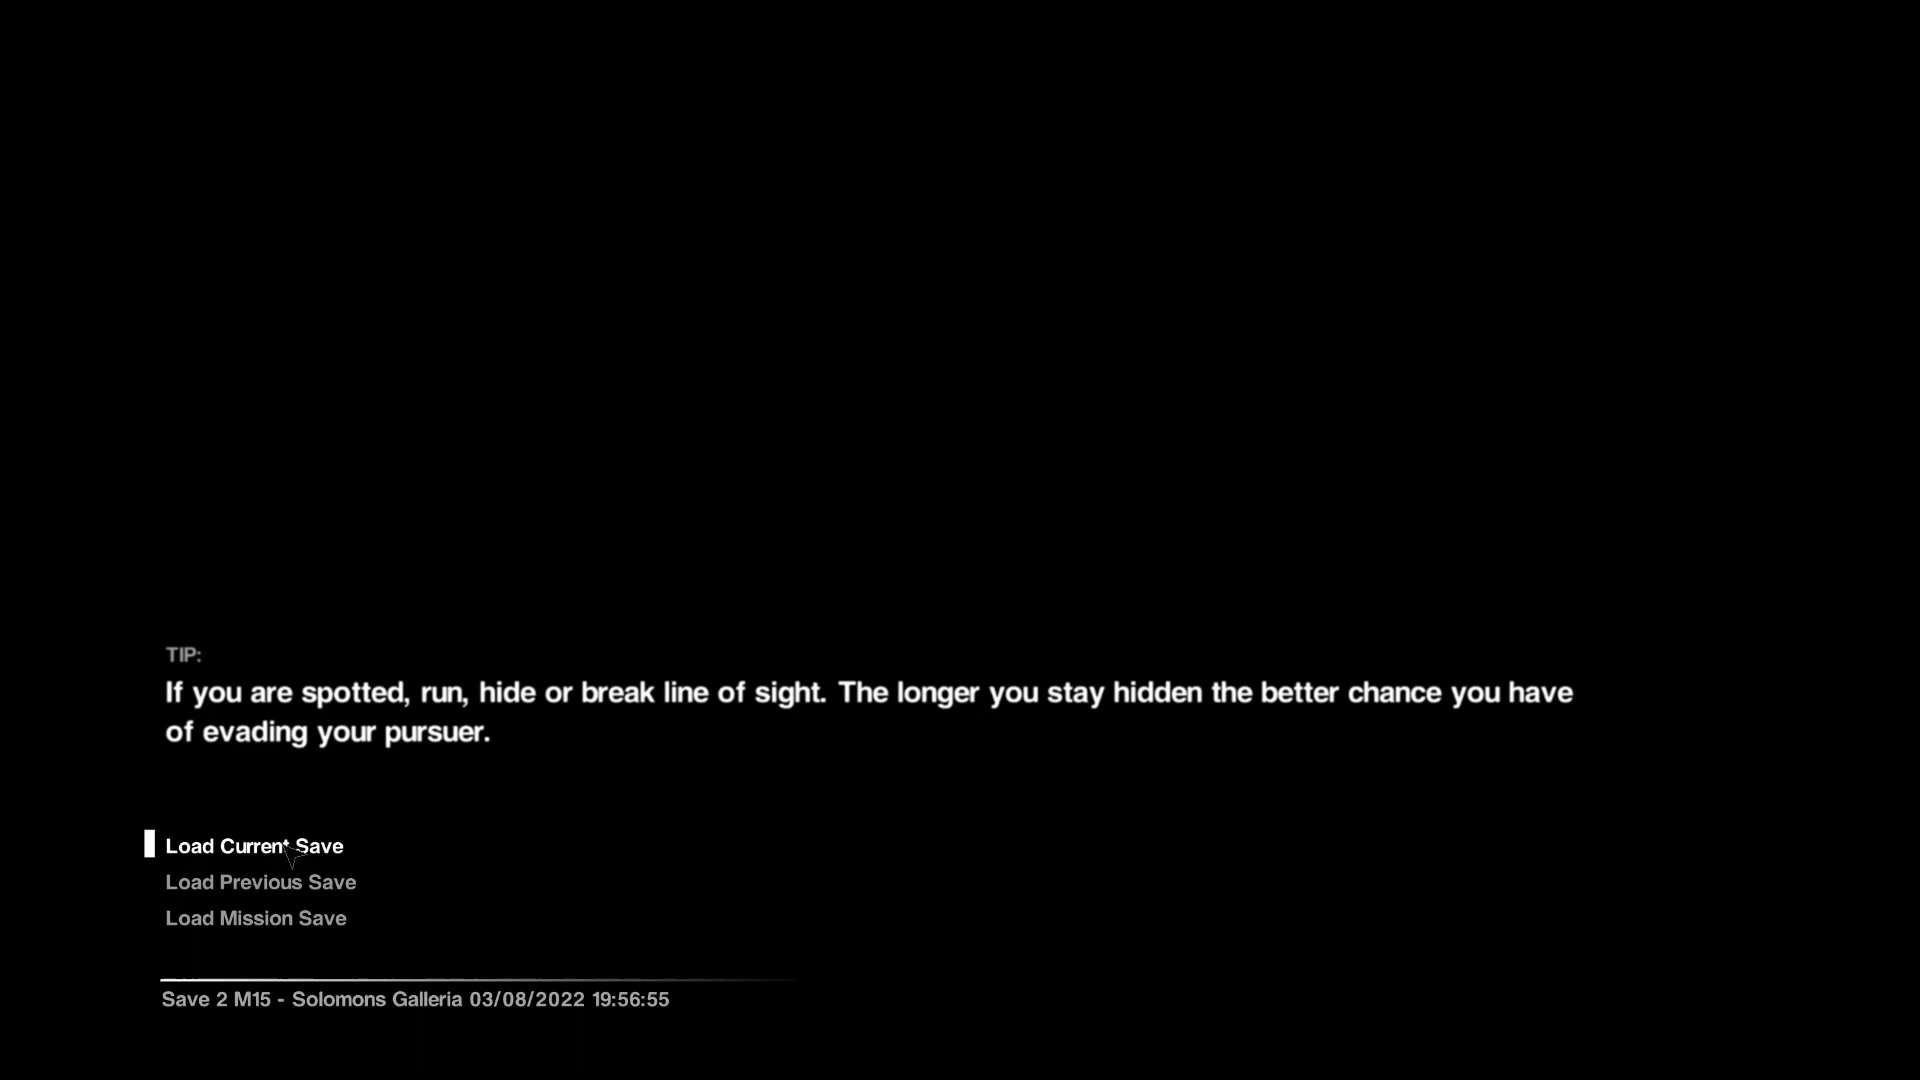 TIP:
If you are spotted, run, hide or break line of sight. The longer you stay hidden the better chance you have
of evading your pursuer.
Load Current Save
Load Previous Save
Load Mission Save
Save 2 M15 - Solomons Galleria 03/08/2022 19:56:55